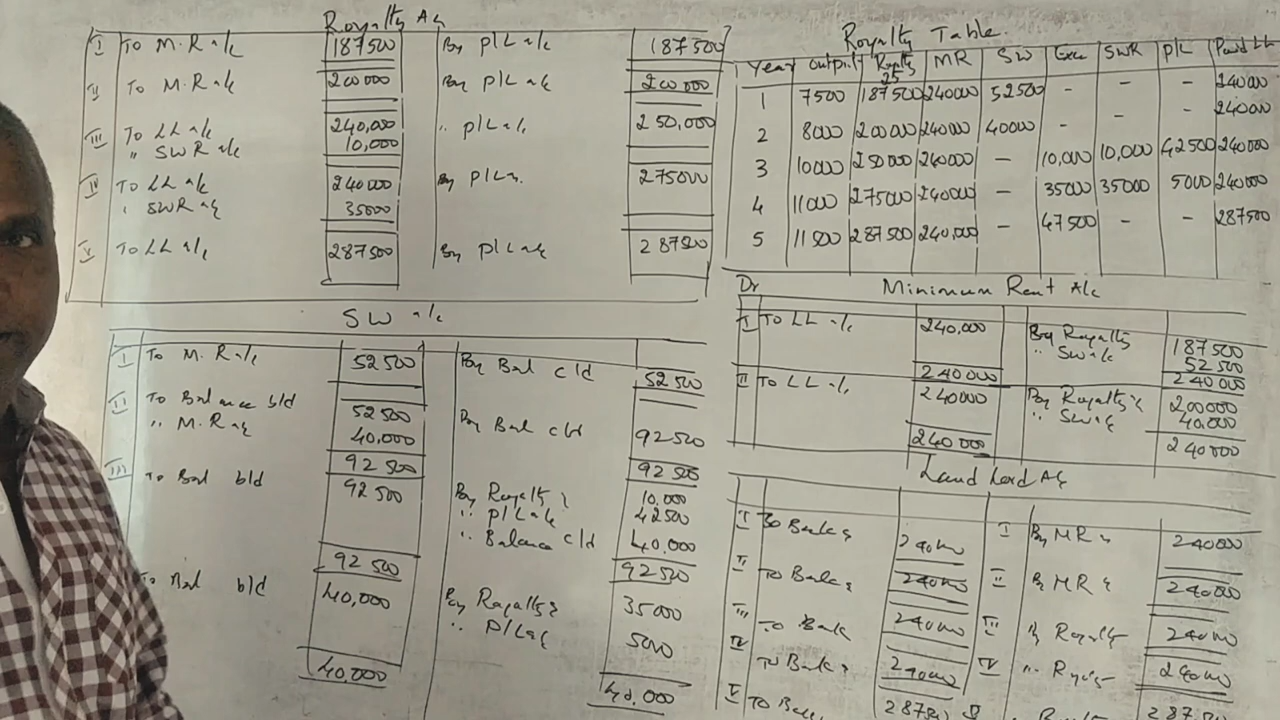 Royalty A/c
I To M.R a/c 187500 By P/L a/c 187500
II To M.R a/c 200000 By P/L a/c 200000
III To LL a/c 240,000 " P/L a/c 250,000
" SWR a/c 10,000
IV To LL a/c 240000 By P/L a/c 275000
" SWR a/c 35000
V To LL a/c 287500 By P/L a/c 287500
Royalty Table.
Year Output Royalty 25 MR SW Exce SWR P/L Paid LL
1 7500 187500 240000 52500 - - - 240000
2 8000 200000 240000 40000 - - - 240000
3 10000 250000 240000 - 10,000 10,000 42500 240000
4 11000 275000 240000 - 35000 35000 5000 240000
5 11500 287500 240,000 - 47500 - - 287500
SW a/c
I To M.R a/c 52500 By Bal c/d 52500
II To Balance b/d 52500 By Bal c/d 92500
" M.R a/c 40,000
92500 92500
III To Bal b/d 92500 By Royalty 10,000
" P/L a/c 42500
" Balance c/d 40,000
92500 92500
To Bal b/d 40,000 By Royalty 35000
" P/L a/c 5000
40,000 40,000
Dr Minimum Rent A/c
I To LL a/c 240,000 By Royalty 187500
" SW a/c 52500
240000 240000
II To LL a/c 240000 By Royalty 200000
" SW a/c 40,000
240000 240000
Land Lord A/c
I To Bank 240000 I By MR 240000
II To Bank 240000 II By MR 240000
III To Bank 240000 III By Royalty 240000
IV To Bank 240000 IV " Royalty 240000
V To Bank 287500 V Royalty 287500